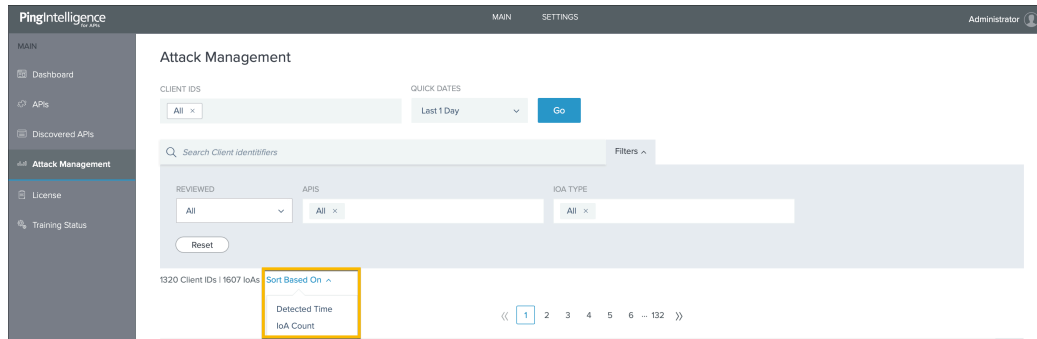 PingIntelligence
for APIs
MAIN SETTINGS
Administrator
MAIN
Dashboard
APIs
Discovered APIs
Attack Management
License
Training Status
Attack Management
CLIENT IDS
All ×
QUICK DATES
Last 1 Day
Go
Search Client identitifiers
Filters
REVIEWED
All
APIS
All ×
IOA TYPE
All ×
Reset
1320 Client IDs | 1607 IoAs Sort Based On
Detected Time
IoA Count
« 1 2 3 4 5 6 ... 132 »